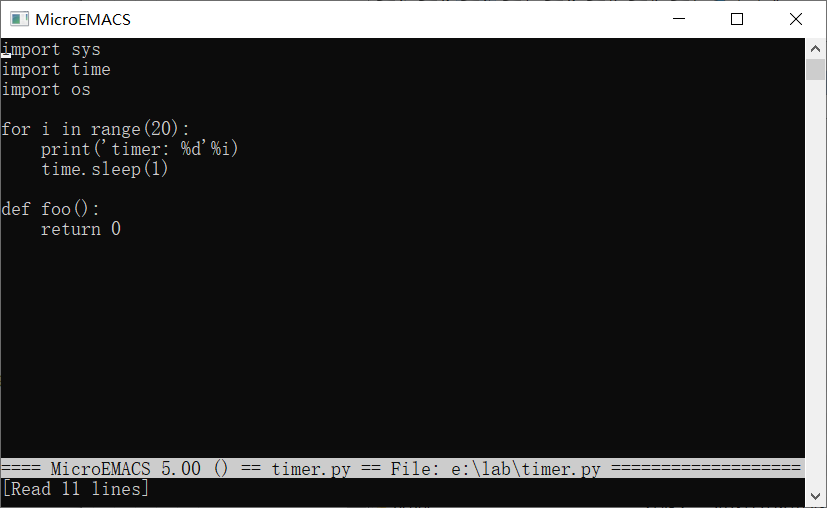 MicroEMACS
import sys
import time
import os

for i in range(20):
    print('timer: %d'%i)
    time.sleep(1)

def foo():
    return 0
==== MicroEMACS 5.00 () == timer.py == File: e:\lab\timer.py ===================
[Read 11 lines]